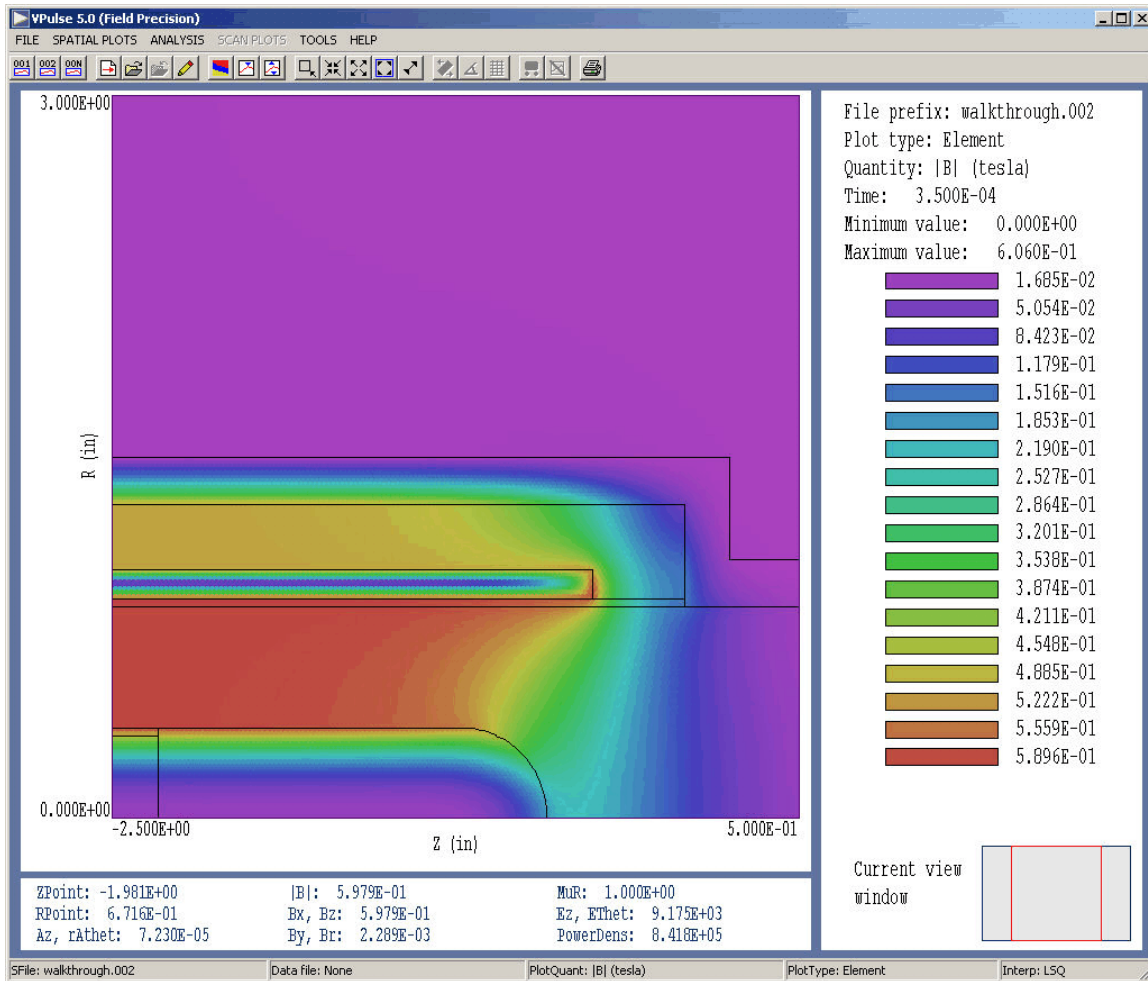 VPulse 5.0 (Field Precision)
FILE SPATIAL PLOTS ANALYSIS SCAN PLOTS TOOLS HELP
001 002 00N
3.000E+00
R (in)
0.000E+00
-2.500E+00
5.000E-01
Z (in)
File prefix: walkthrough.002
Plot type: Element
Quantity: |B| (tesla)
Time: 3.500E-04
Minimum value: 0.000E+00
Maximum value: 6.060E-01
1.685E-02
5.054E-02
8.423E-02
1.179E-01
1.516E-01
1.853E-01
2.190E-01
2.527E-01
2.864E-01
3.201E-01
3.538E-01
3.874E-01
4.211E-01
4.548E-01
4.885E-01
5.222E-01
5.559E-01
5.896E-01
Current view
window
ZPoint: -1.981E+00 |B|: 5.979E-01 MuR: 1.000E+00
RPoint: 6.716E-01 Bx, Bz: 5.979E-01 Ez, EThet: 9.175E+03
Az, rAthet: 7.230E-05 By, Br: 2.289E-03 PowerDens: 8.418E+05
SFile: walkthrough.002 Data file: None PlotQuant: |B| (tesla) PlotType: Element Interp: LSQ